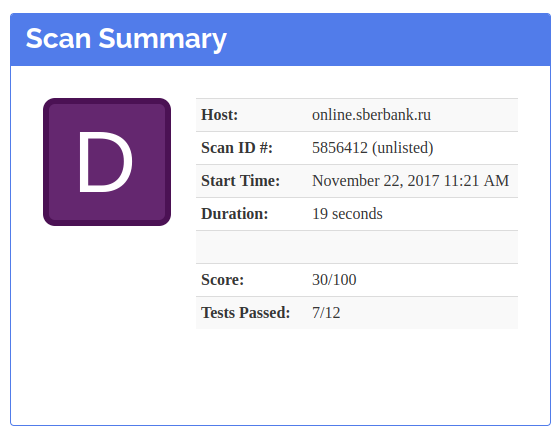 Scan Summary
D
Host: online.sberbank.ru
Scan ID #: 5856412 (unlisted)
Start Time: November 22, 2017 11:21 AM
Duration: 19 seconds
Score: 30/100
Tests Passed: 7/12